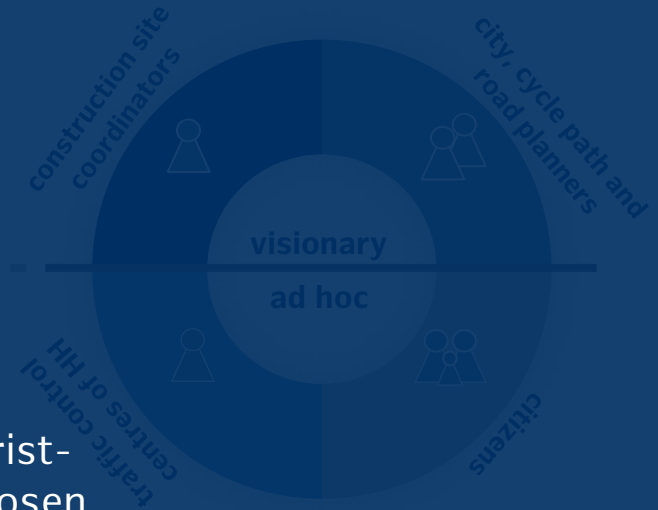 construction site
coordinators
city, cycle path and
road planners
visionary
ad hoc
traffic control
centres of HH
citizens
rist-
osen